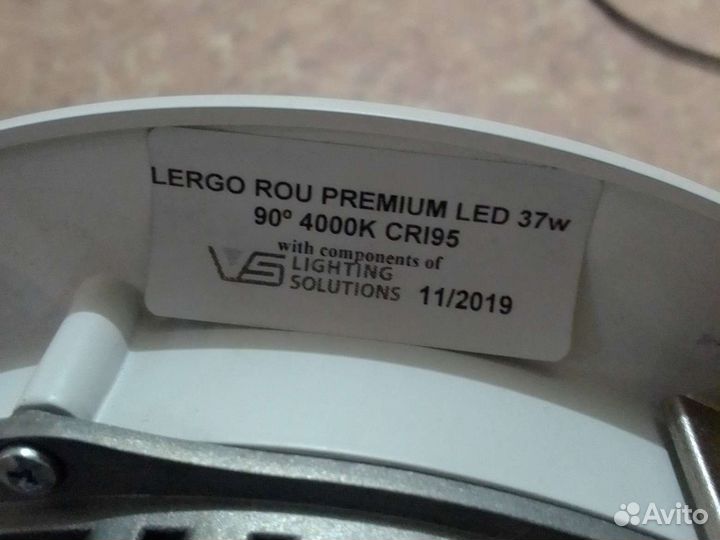 LERGO ROU PREMIUM LED 37w
90º 4000K CRI95
with components of
VS LIGHTING
SOLUTIONS 11/2019
Avito